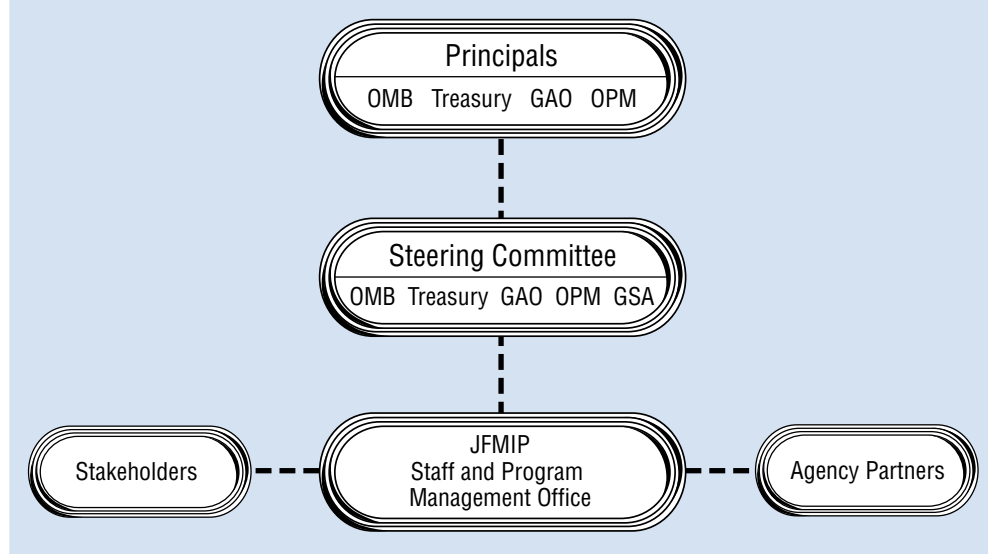 Principals
OMB Treasury GAO OPM
Steering Committee
OMB Treasury GAO OPM GSA
JFMIP
Staff and Program
Management Office
Stakeholders
Agency Partners